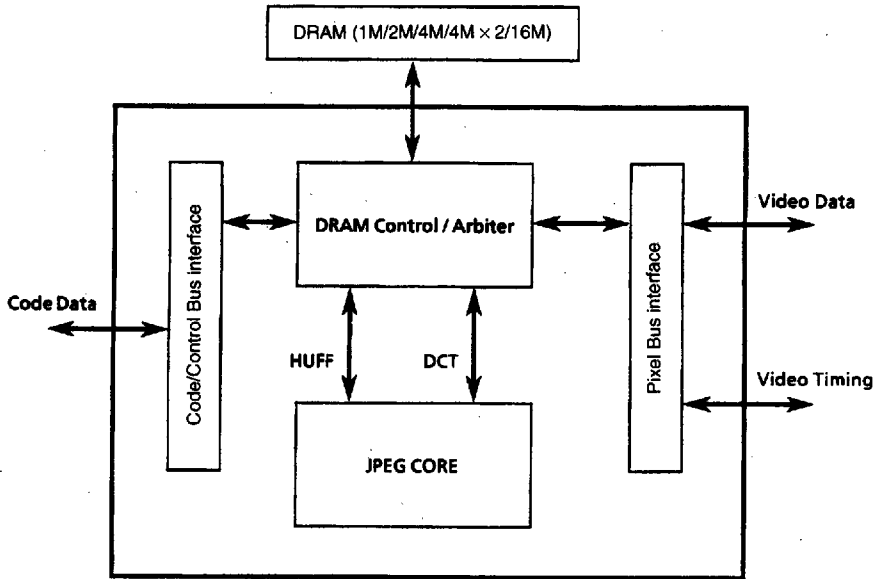 DRAM (1M/2M/4M/4M × 2/16M)
Code/Control Bus interface
DRAM Control / Arbiter
Pixel Bus interface
Video Data
Code Data
HUFF
DCT
Video Timing
JPEG CORE